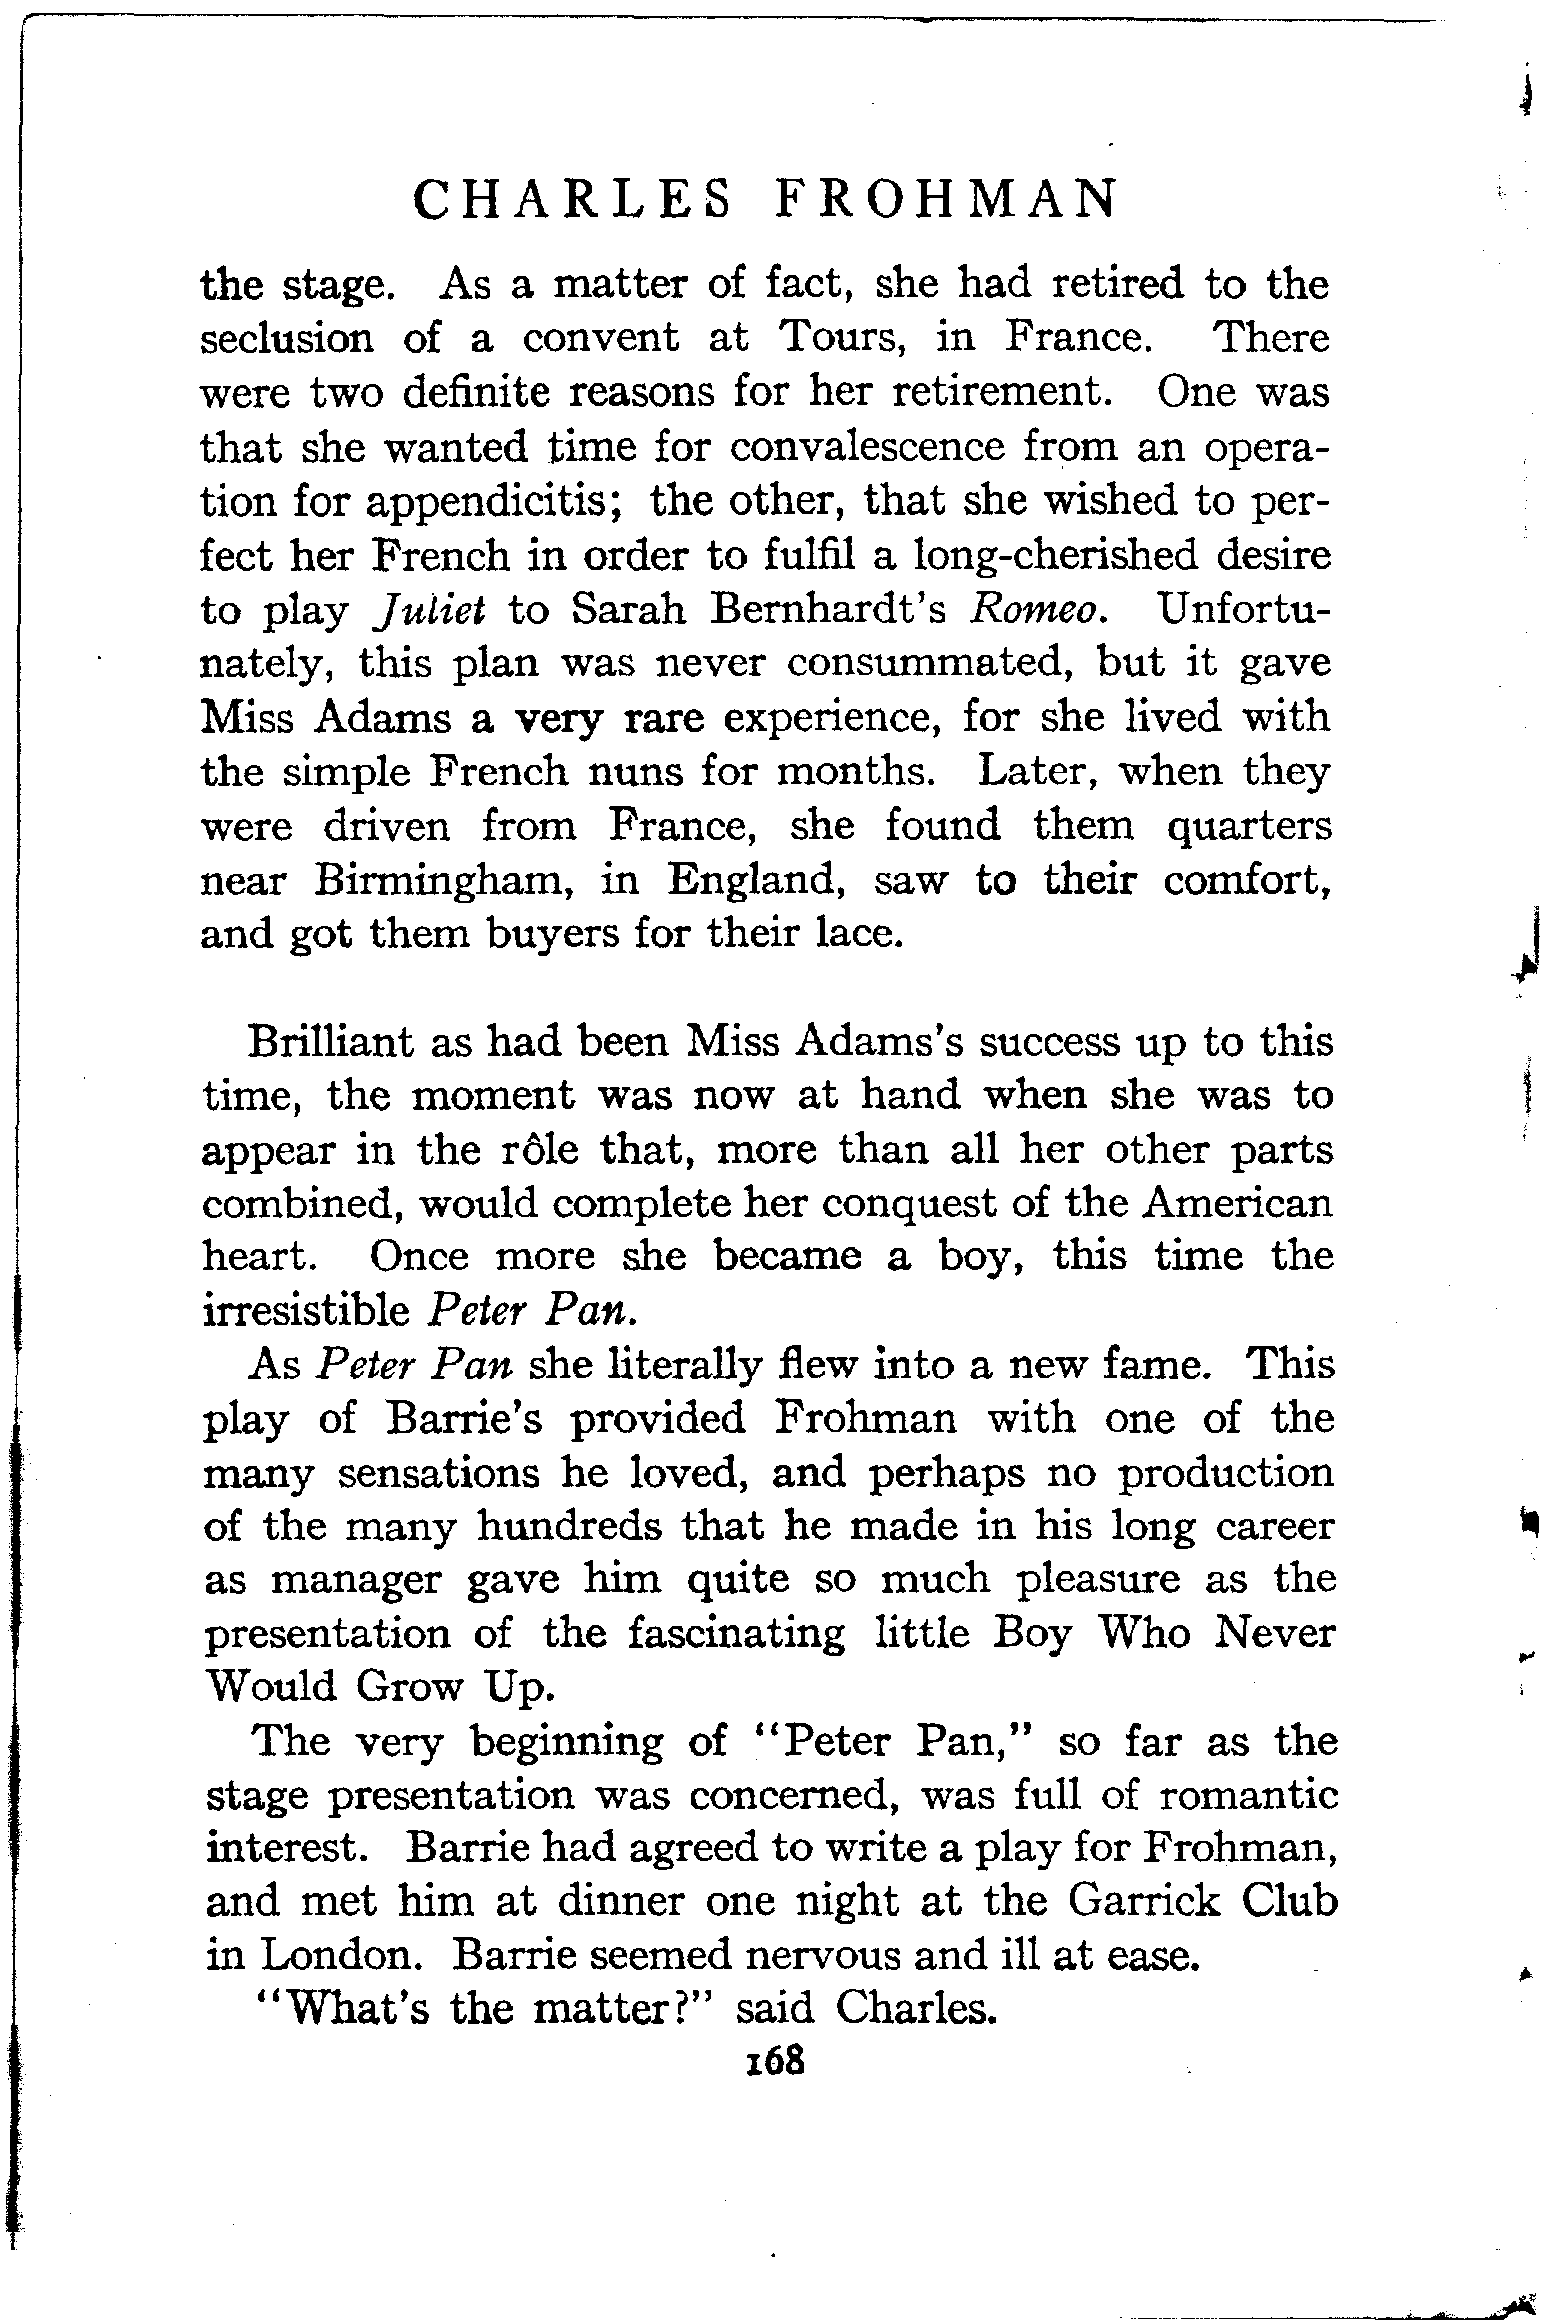 CHARLES FROHMAN
the stage. As a matter of fact, she had retired to the
seclusion of a convent at Tours, in France. There
were two definite reasons for her retirement. One was
that she wanted time for convalescence from an opera-
tion for appendicitis; the other, that she wished to per-
fect her French in order to fulfil a long-cherished desire
to play Juliet to Sarah Bernhardt's Romeo. Unfortu-
nately, this plan was never consummated, but it gave
Miss Adams a very rare experience, for she lived with
the simple French nuns for months. Later, when they
were driven from France, she found them quarters
near Birmingham, in England, saw to their comfort,
and got them buyers for their lace.
Brilliant as had been Miss Adams's success up to this
time, the moment was now at hand when she was to
appear in the rôle that, more than all her other parts
combined, would complete her conquest of the American
heart. Once more she became a boy, this time the
irresistible Peter Pan.
As Peter Pan she literally flew into a new fame. This
play of Barrie's provided Frohman with one of the
many sensations he loved, and perhaps no production
of the many hundreds that he made in his long career
as manager gave him quite so much pleasure as the
presentation of the fascinating little Boy Who Never
Would Grow Up.
The very beginning of "Peter Pan," so far as the
stage presentation was concerned, was full of romantic
interest. Barrie had agreed to write a play for Frohman,
and met him at dinner one night at the Garrick Club
in London. Barrie seemed nervous and ill at ease.
"What's the matter?" said Charles.
168